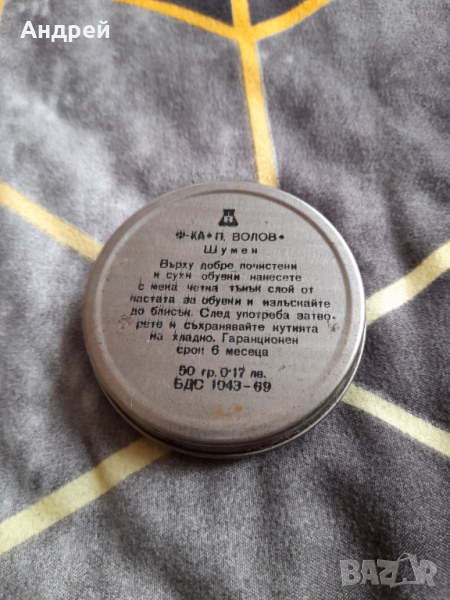 Андрей
Ф-КА "П. ВОЛОВ"
Шумен
Върху добре почистени
и сухи обувки нанесете
с мека четка тънък слой от
пастата за обувки и излъскайте
до блясък. След употреба затво-
рете и съхранявайте кутията
на хладно. Гаранционен
срок 6 месеца
50 гр. 0·17 лв.
БДС 1043-69
BAZAR